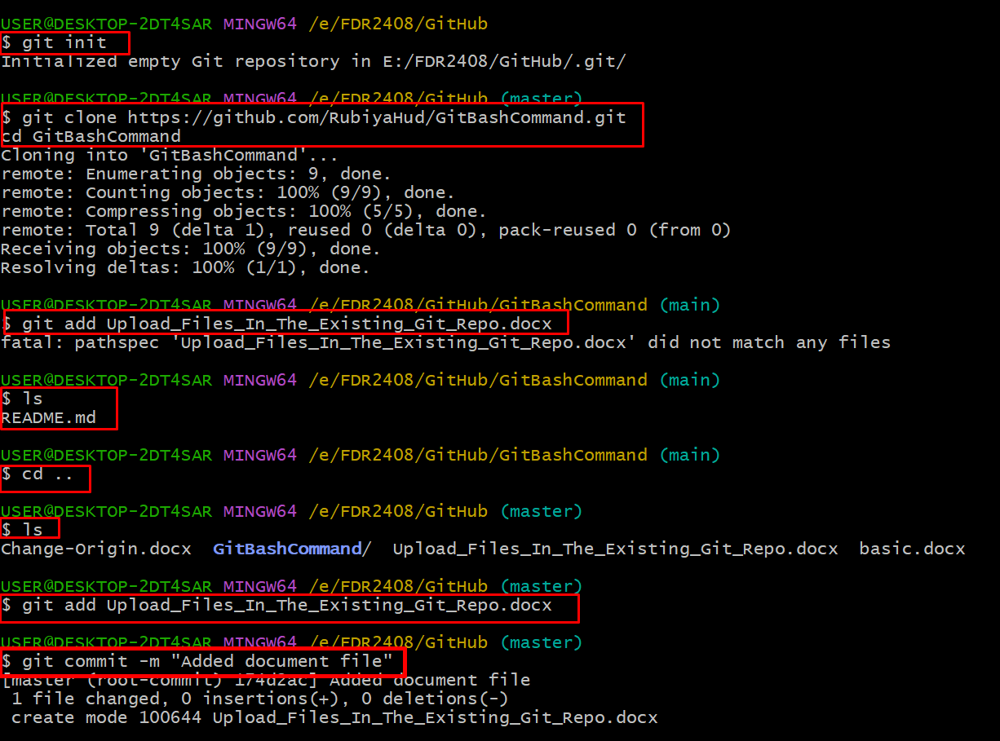 USER@DESKTOP-2DT4SAR MINGW64 /e/FDR2408/GitHub
$ git init
Initialized empty Git repository in E:/FDR2408/GitHub/.git/
USER@DESKTOP-2DT4SAR MINGW64 /e/FDR2408/GitHub (master)
$ git clone https://github.com/RubiyaHud/GitBashCommand.git
cd GitBashCommand
Cloning into 'GitBashCommand'...
remote: Enumerating objects: 9, done.
remote: Counting objects: 100% (9/9), done.
remote: Compressing objects: 100% (5/5), done.
remote: Total 9 (delta 1), reused 0 (delta 0), pack-reused 0 (from 0)
Receiving objects: 100% (9/9), done.
Resolving deltas: 100% (1/1), done.
USER@DESKTOP-2DT4SAR MINGW64 /e/FDR2408/GitHub/GitBashCommand (main)
$ git add Upload_Files_In_The_Existing_Git_Repo.docx
fatal: pathspec 'Upload_Files_In_The_Existing_Git_Repo.docx' did not match any files
USER@DESKTOP-2DT4SAR MINGW64 /e/FDR2408/GitHub/GitBashCommand (main)
$ ls
README.md
USER@DESKTOP-2DT4SAR MINGW64 /e/FDR2408/GitHub/GitBashCommand (main)
$ cd ..
USER@DESKTOP-2DT4SAR MINGW64 /e/FDR2408/GitHub (master)
$ ls
Change-Origin.docx  GitBashCommand/  Upload_Files_In_The_Existing_Git_Repo.docx  basic.docx
USER@DESKTOP-2DT4SAR MINGW64 /e/FDR2408/GitHub (master)
$ git add Upload_Files_In_The_Existing_Git_Repo.docx
USER@DESKTOP-2DT4SAR MINGW64 /e/FDR2408/GitHub (master)
$ git commit -m "Added document file"
[master (root-commit) 174d2ac] Added document file
 1 file changed, 0 insertions(+), 0 deletions(-)
 create mode 100644 Upload_Files_In_The_Existing_Git_Repo.docx